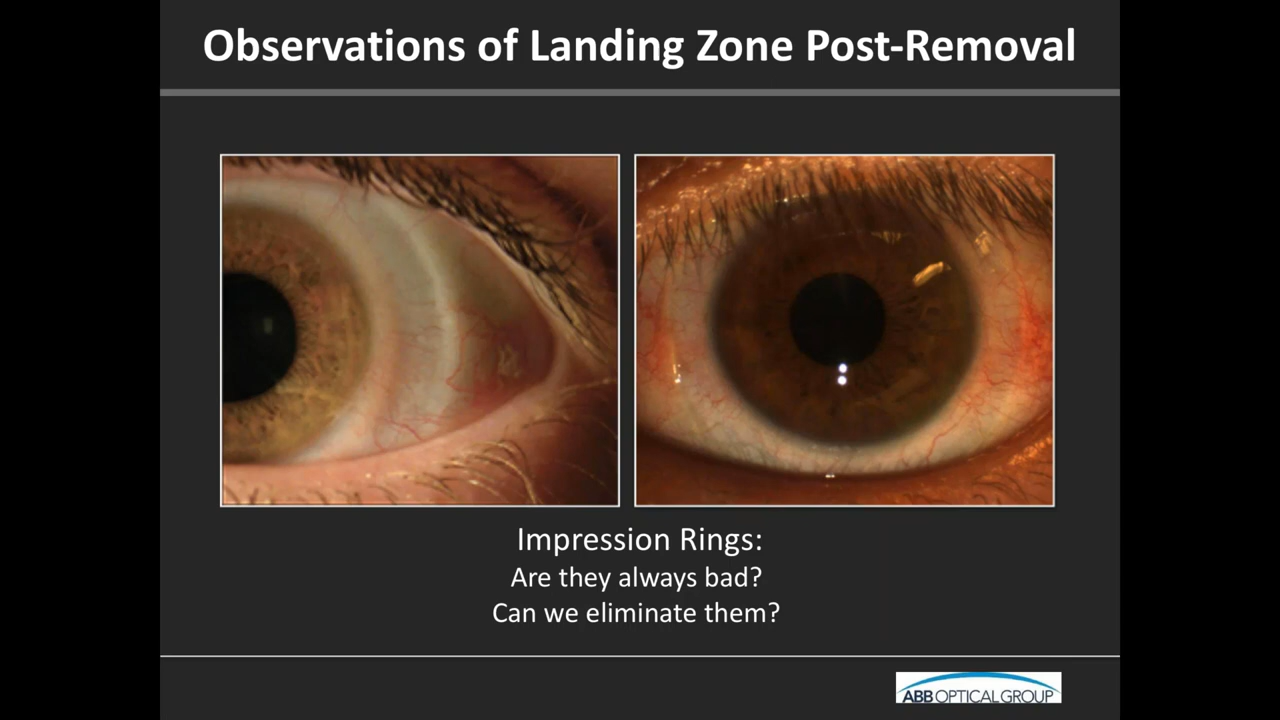 Observations of Landing Zone Post-Removal
Impression Rings:
Are they always bad?
Can we eliminate them?
ABB OPTICAL GROUP